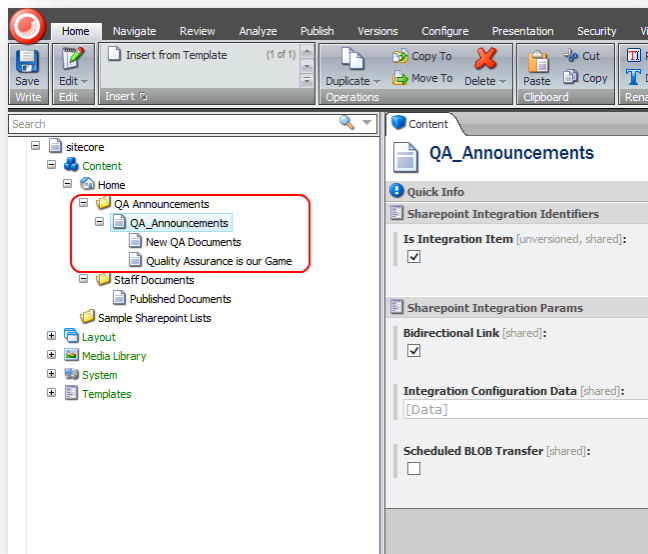 Home Navigate Review Analyze Publish Versions Configure Presentation Security
Insert from Template (1 of 1) Copy To Cut
Save Edit Duplicate Move To Delete Paste Copy
Write Edit Insert Operations Clipboard
Search
Content
sitecore
Content
Home
QA Announcements
QA_Announcements
New QA Documents
Quality Assurance is our Game
Staff Documents
Published Documents
Sample Sharepoint Lists
Layout
Media Library
System
Templates
QA_Announcements
Quick Info
Sharepoint Integration Identifiers
Is Integration Item [unversioned, shared]:
Sharepoint Integration Params
Bidirectional Link [shared]:
Integration Configuration Data [shared]:
[Data]
Scheduled BLOB Transfer [shared]: